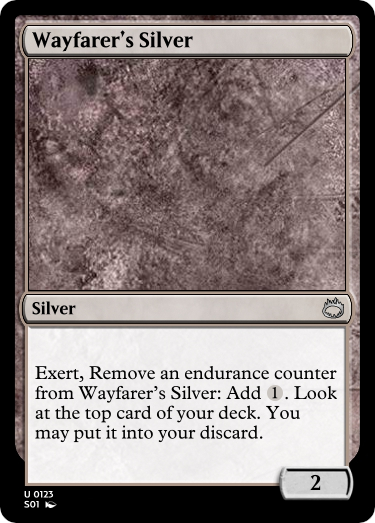 Wayfarer's Silver
Silver
Exert, Remove an endurance counter
from Wayfarer's Silver: Add 1. Look
at the top card of your deck. You
may put it into your discard.
2
U 0123
S01